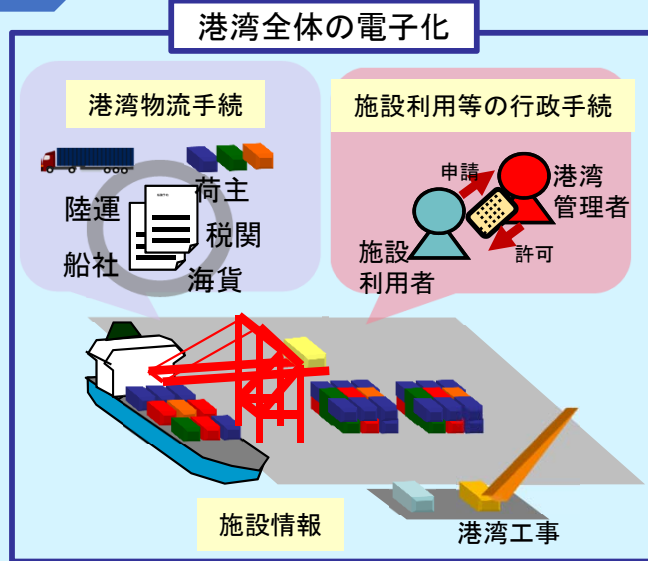 港湾全体の電子化
港湾物流手続
施設利用等の行政手続
荷主
陸運
税関
船社
海貨
申請
港湾
管理者
許可
施設
利用者
施設情報
港湾工事